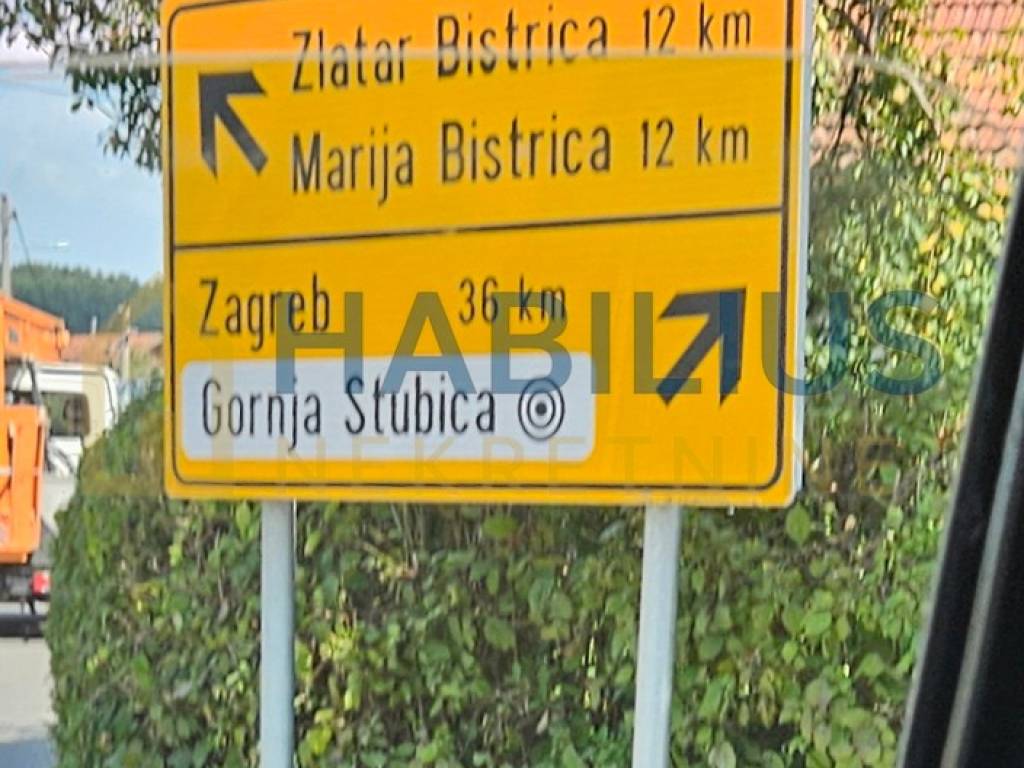 Zlatar Bistrica 12 km
Marija Bistrica 12 km
Zagreb 36 km
Gornja Stubica
HABILIUS
NEKRETNINE